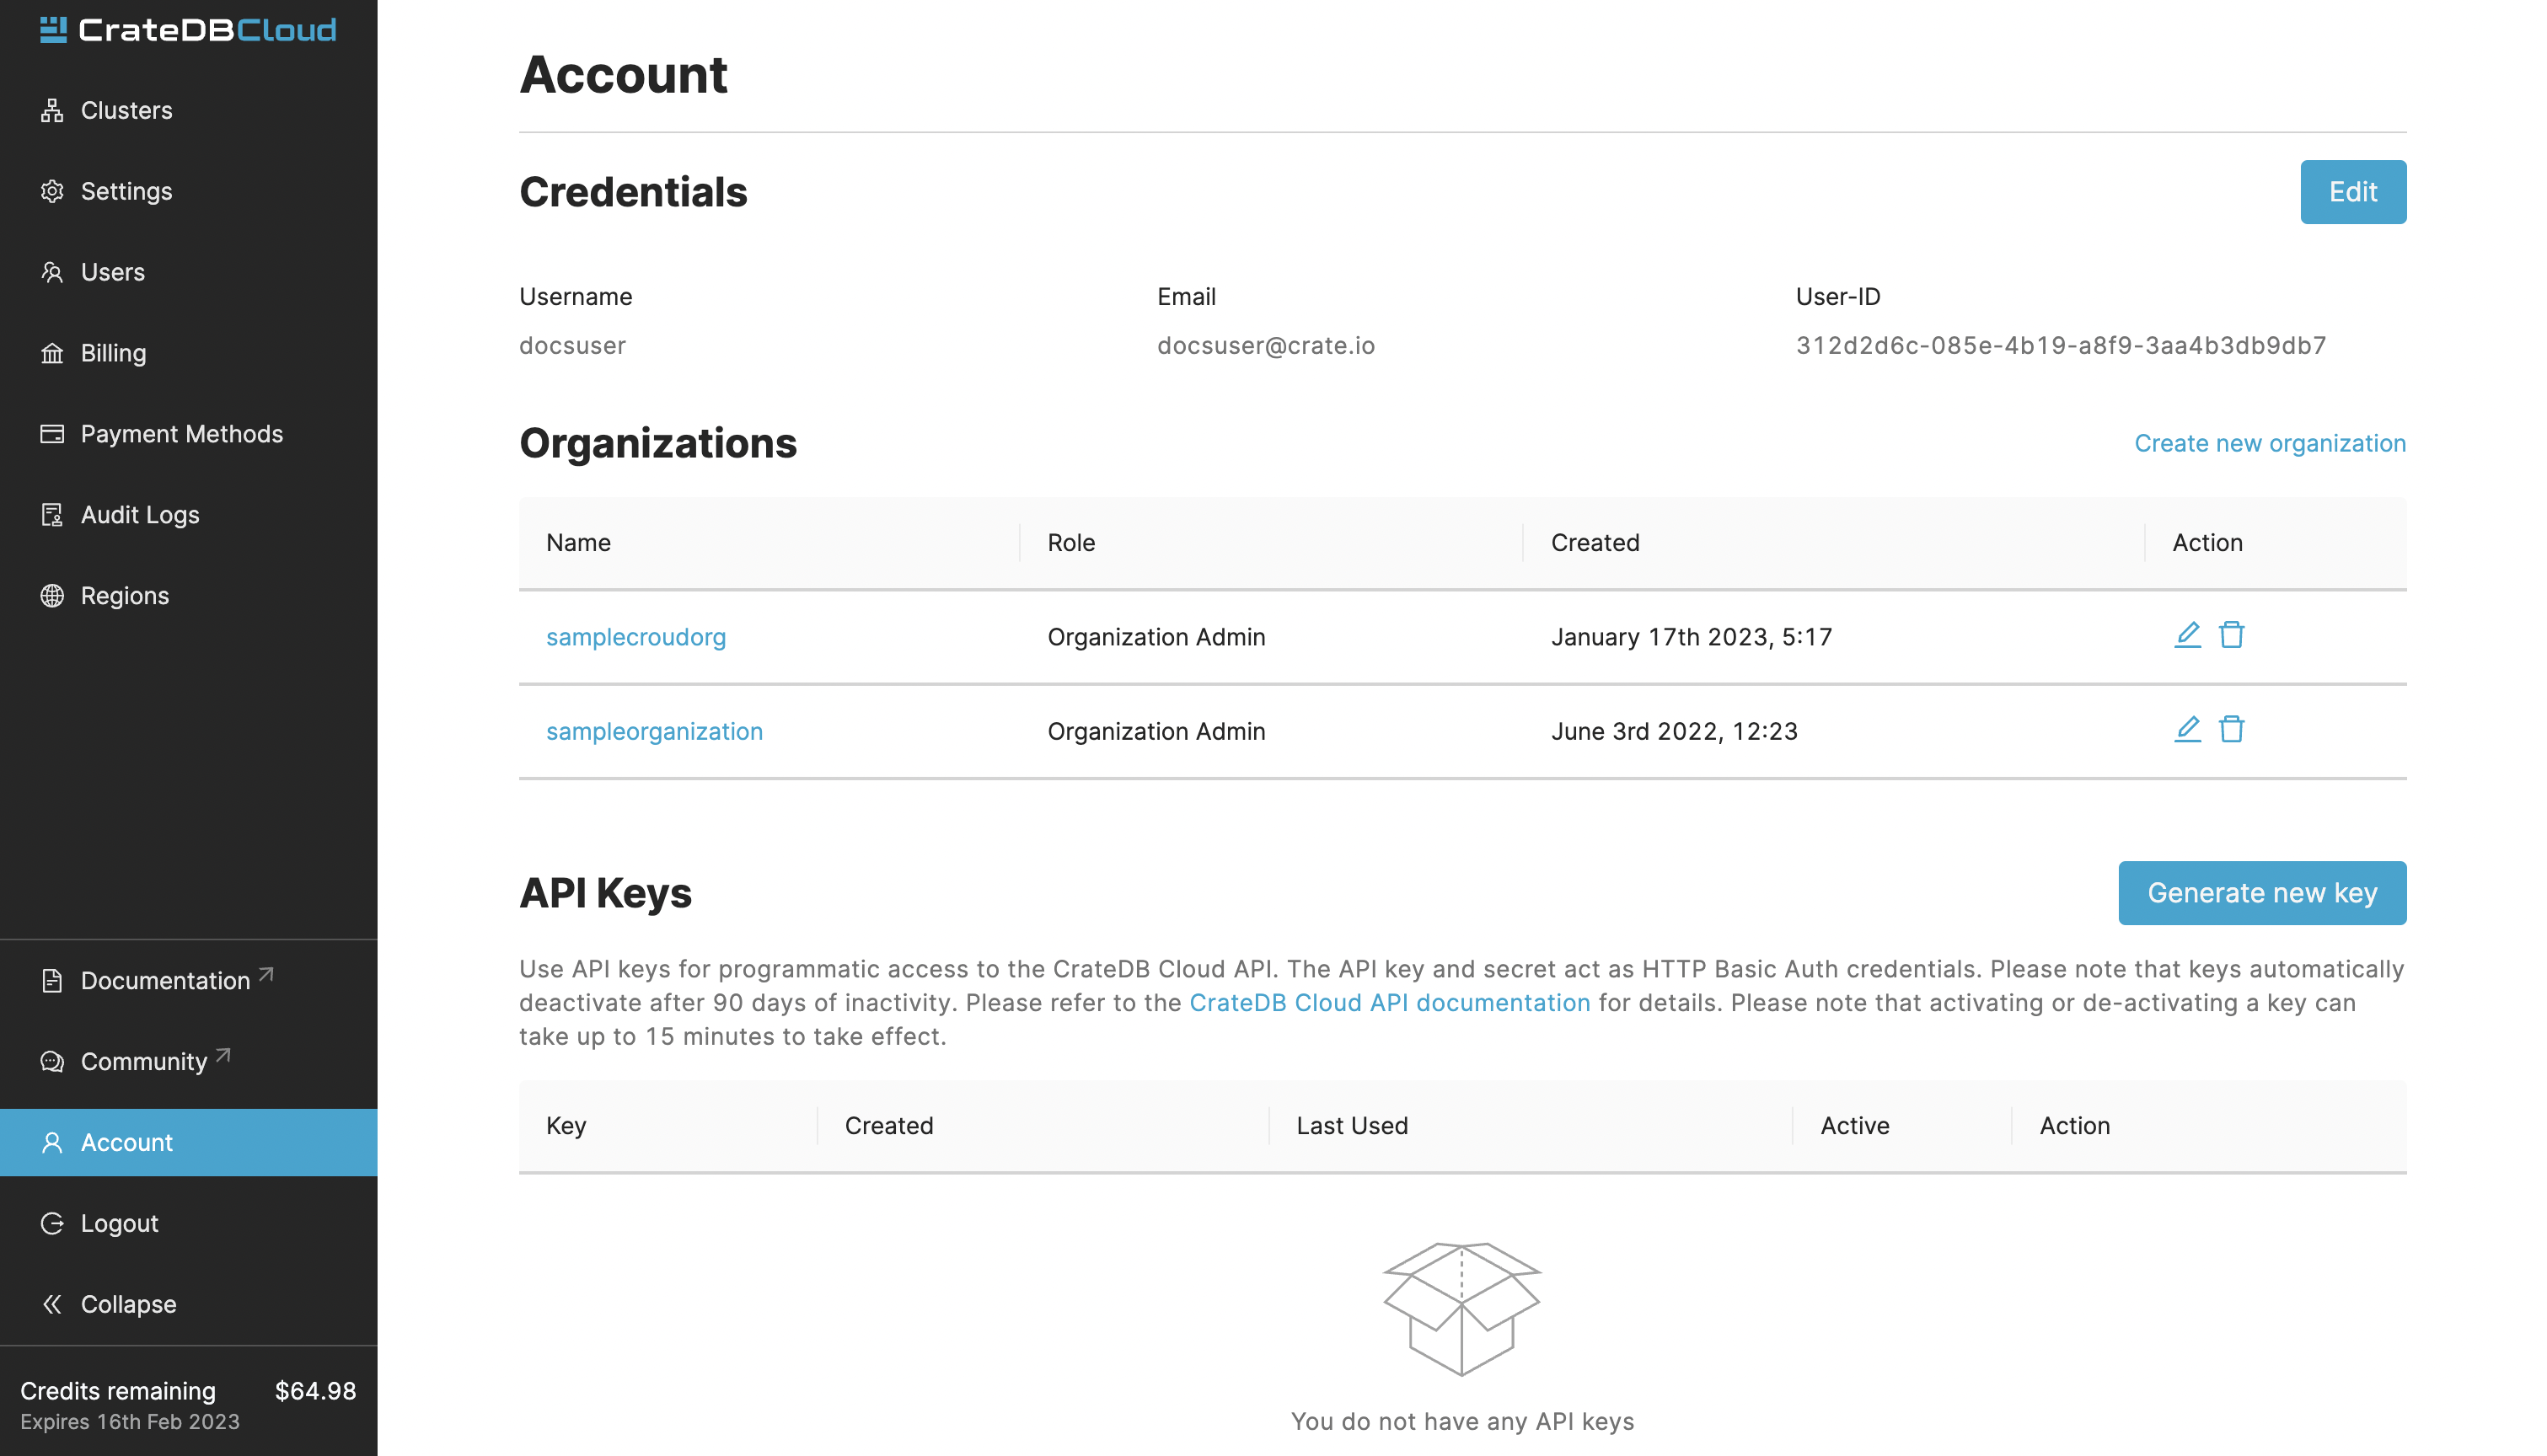 CrateDBCloud
Clusters
Settings
Users
Billing
Payment Methods
Audit Logs
Regions
Documentation
Community
Account
Logout
Collapse
Credits remaining $64.98
Expires 16th Feb 2023
Account
Credentials
Edit
Username Email User-ID
docsuser docsuser@crate.io 312d2d6c-085e-4b19-a8f9-3aa4b3db9db7
Organizations
Create new organization
Name Role Created Action
samplecroudorg Organization Admin January 17th 2023, 5:17
sampleorganization Organization Admin June 3rd 2022, 12:23
API Keys
Generate new key
Use API keys for programmatic access to the CrateDB Cloud API. The API key and secret act as HTTP Basic Auth credentials. Please note that keys automatically
deactivate after 90 days of inactivity. Please refer to the CrateDB Cloud API documentation for details. Please note that activating or de-activating a key can
take up to 15 minutes to take effect.
Key Created Last Used Active Action
You do not have any API keys